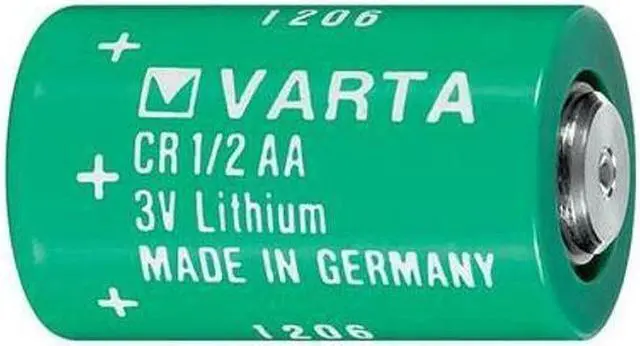 1206
+
VARTA
CR 1/2 AA
+
3V Lithium
MADE IN GERMANY
+
1206